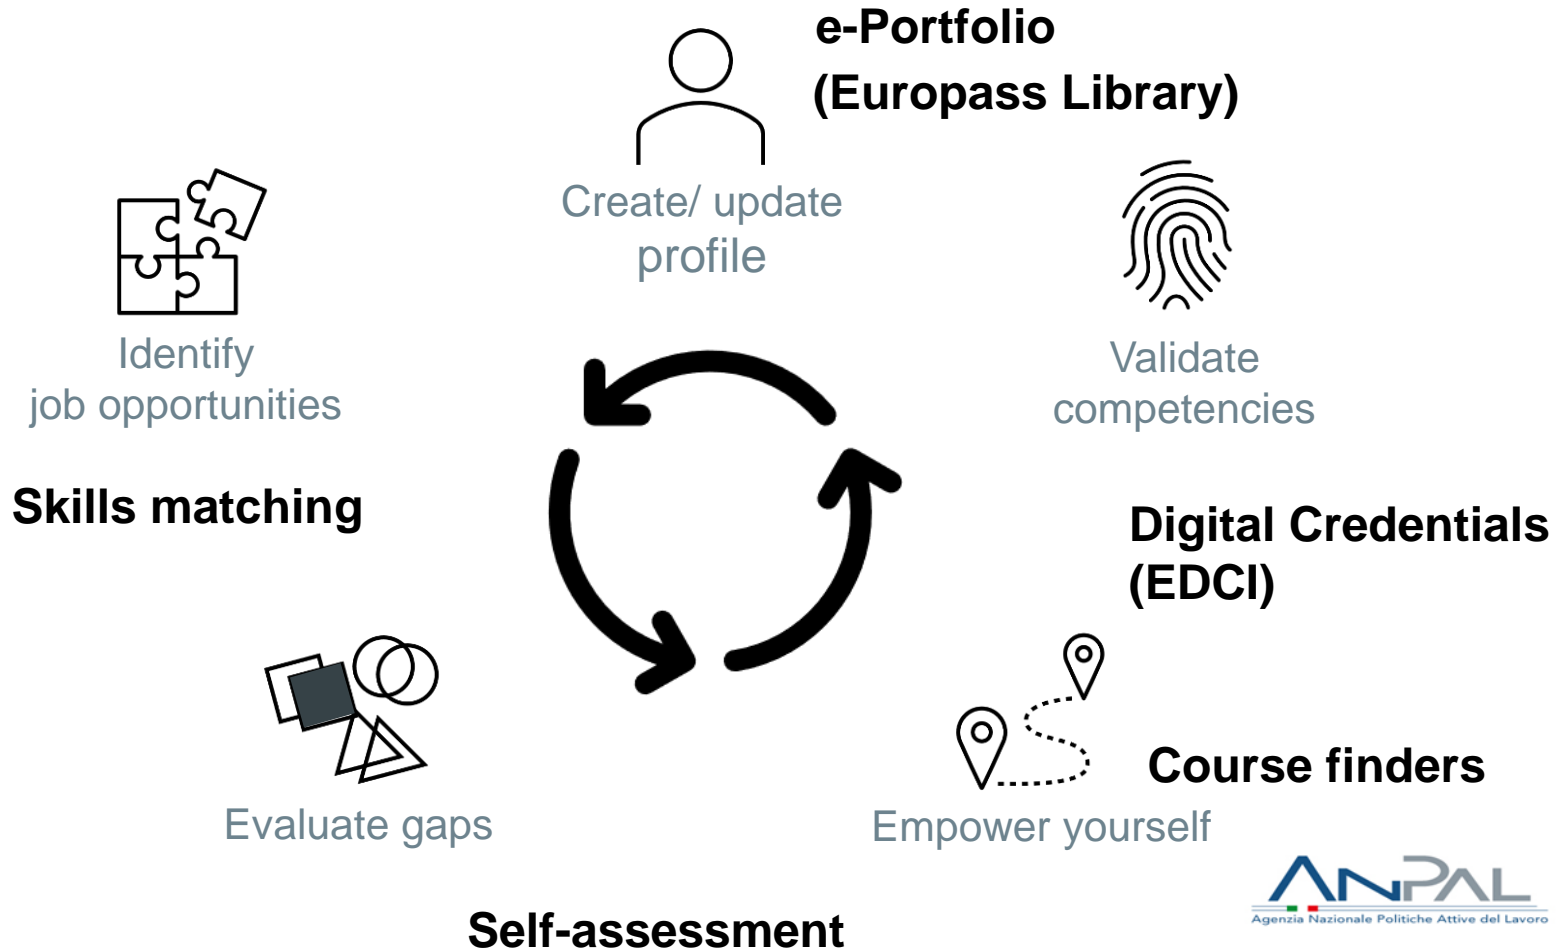 e-Portfolio
(Europass Library)
Create/ update
profile
Identify
job opportunities
Validate
competencies
Skills matching
Digital Credentials
(EDCI)
Evaluate gaps
Course finders
Empower yourself
Self-assessment
ANPAL
Agenzia Nazionale Politiche Attive del Lavoro